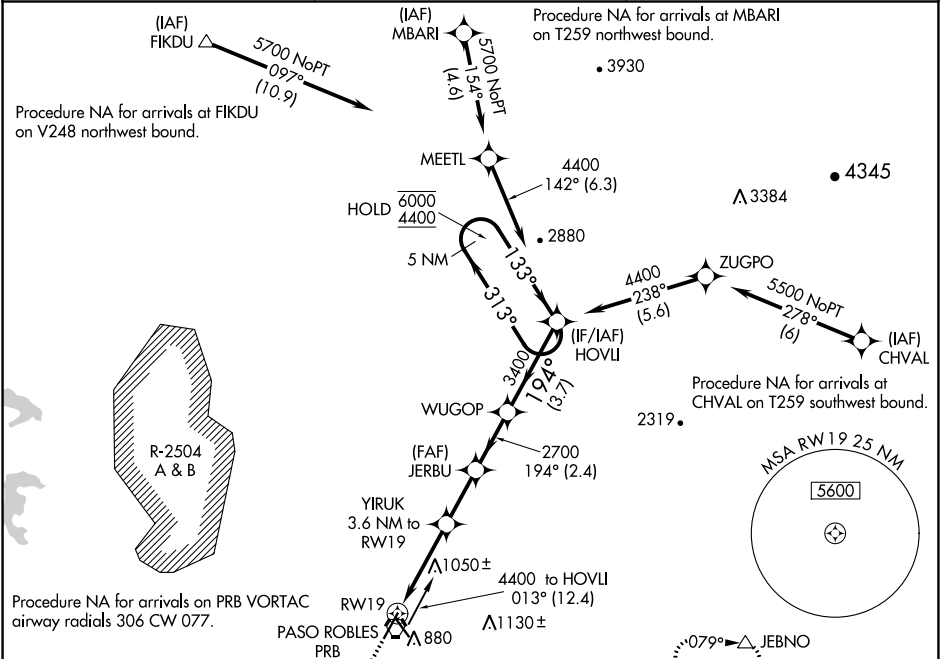 (IAF)
FIKDU
5700 NoPT
097°
(10.9)
(IAF)
MBARI
5700 NoPT
154°
(4.6)
Procedure NA for arrivals at MBARI
on T259 northwest bound.
3930
Procedure NA for arrivals at FIKDU
on V248 northwest bound.
MEETL
4400
142° (6.3)
4345
3384
HOLD 6000
4400
5 NM
2880
133°
313°
ZUGPO
4400
238°
(5.6)
5500 NoPT
278°
(6)
(IAF)
CHVAL
(IF/IAF)
HOVLI
3400
194°
(3.7)
Procedure NA for arrivals at
CHVAL on T259 southwest bound.
WUGOP
2319
2700
194° (2.4)
(FAF)
JERBU
R-2504
A & B
MSA RW19 25 NM
5600
YIRUK
3.6 NM to
RW19
1050±
4400 to HOVLI
013° (12.4)
Procedure NA for arrivals on PRB VORTAC
airway radials 306 CW 077.
RW19
PASO ROBLES
PRB
880
1130±
079°
JEBNO